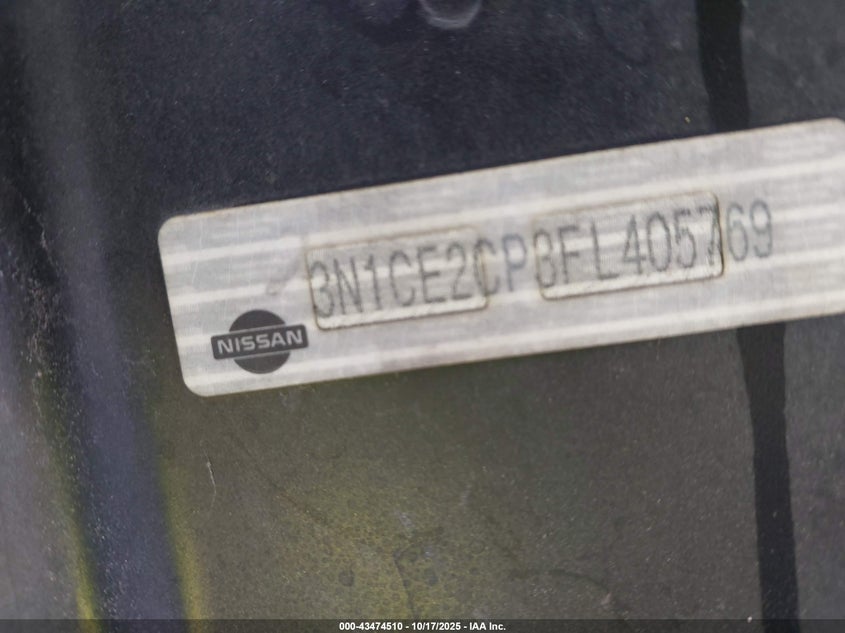 3N1CE2CP3FL405769
NISSAN
000-43474510 - 10/17/2025 - IAA Inc.